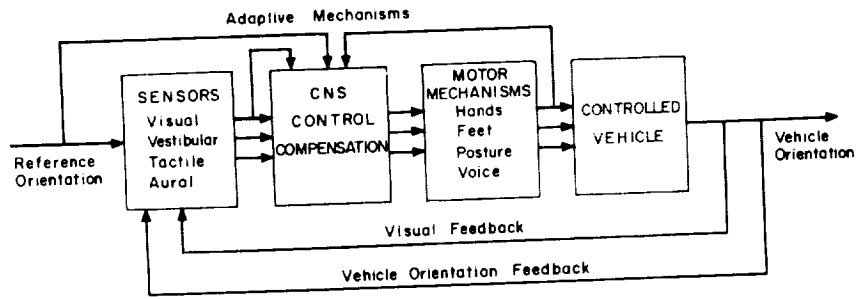 Adaptive Mechanisms
SENSORS
Visual
Vestibular
Tactile
Aural
CNS
CONTROL
COMPENSATION
MOTOR
MECHANISMS
Hands
Feet
Posture
Voice
CONTROLLED
VEHICLE
Reference
Orientation
Vehicle
Orientation
Visual Feedback
Vehicle Orientation Feedback